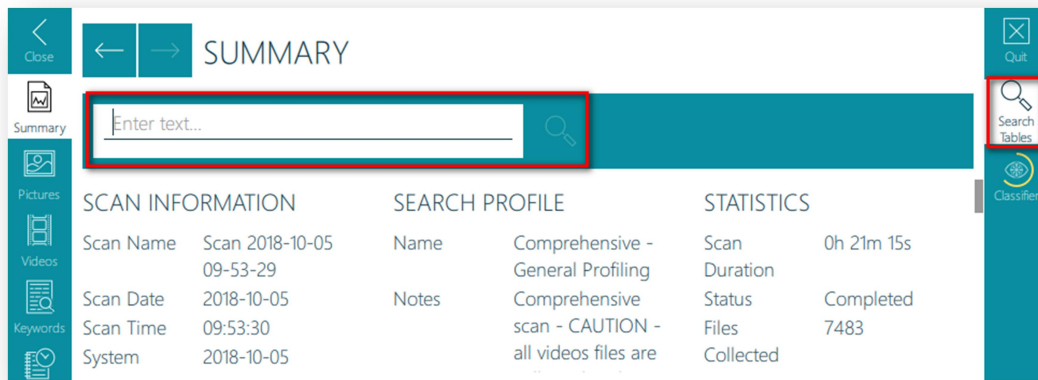 Close
SUMMARY
Quit
Summary
Enter text...
Search
Tables
Pictures
Classifier
SCAN INFORMATION
Scan Name Scan 2018-10-05
09-53-29
Scan Date 2018-10-05
Scan Time 09:53:30
System 2018-10-05
SEARCH PROFILE
Name Comprehensive -
General Profiling
Notes Comprehensive
scan - CAUTION -
all videos files are
STATISTICS
Scan 0h 21m 15s
Duration
Status Completed
Files 7483
Collected
Videos
Keywords